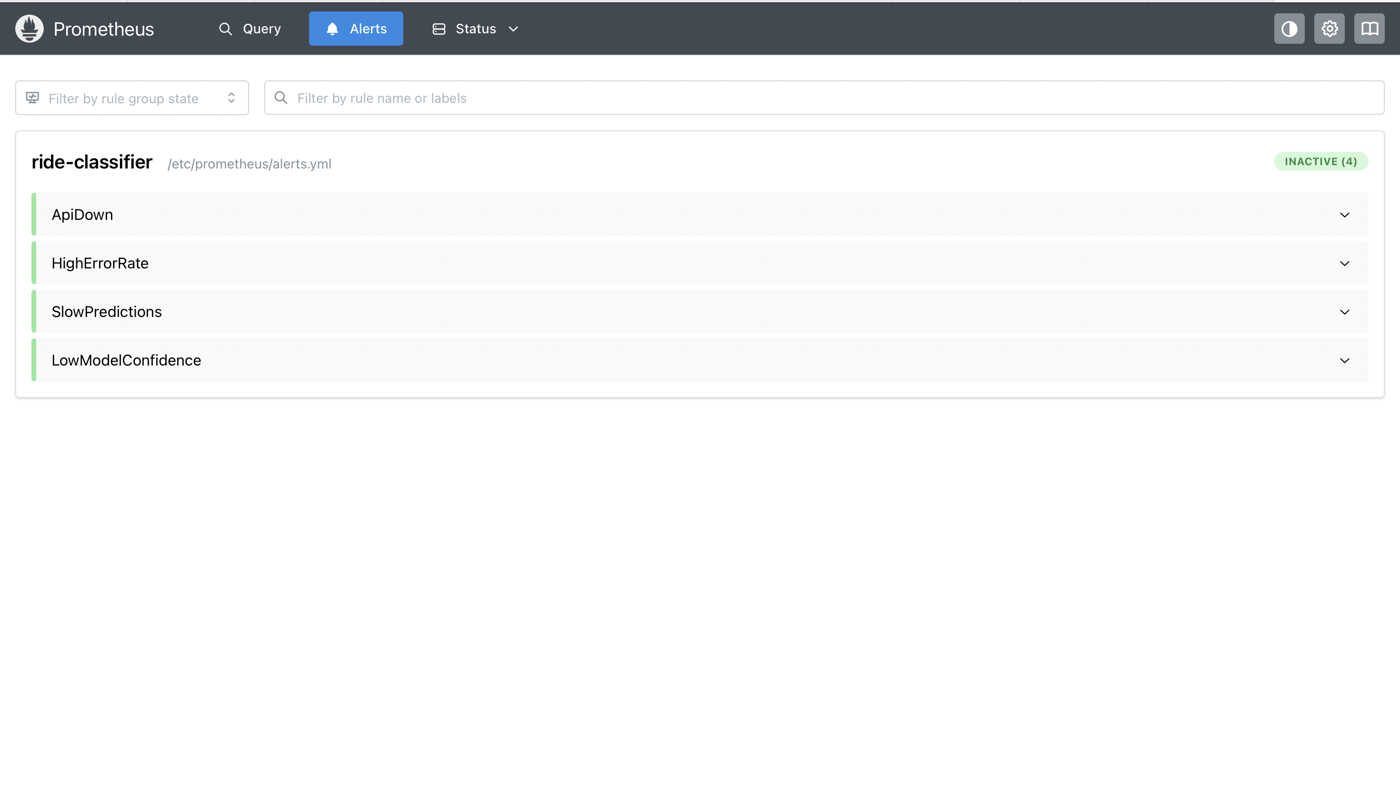 Prometheus Query Alerts Status
Filter by rule group state Filter by rule name or labels
ride-classifier /etc/prometheus/alerts.yml INACTIVE (4)
ApiDown
HighErrorRate
SlowPredictions
LowModelConfidence